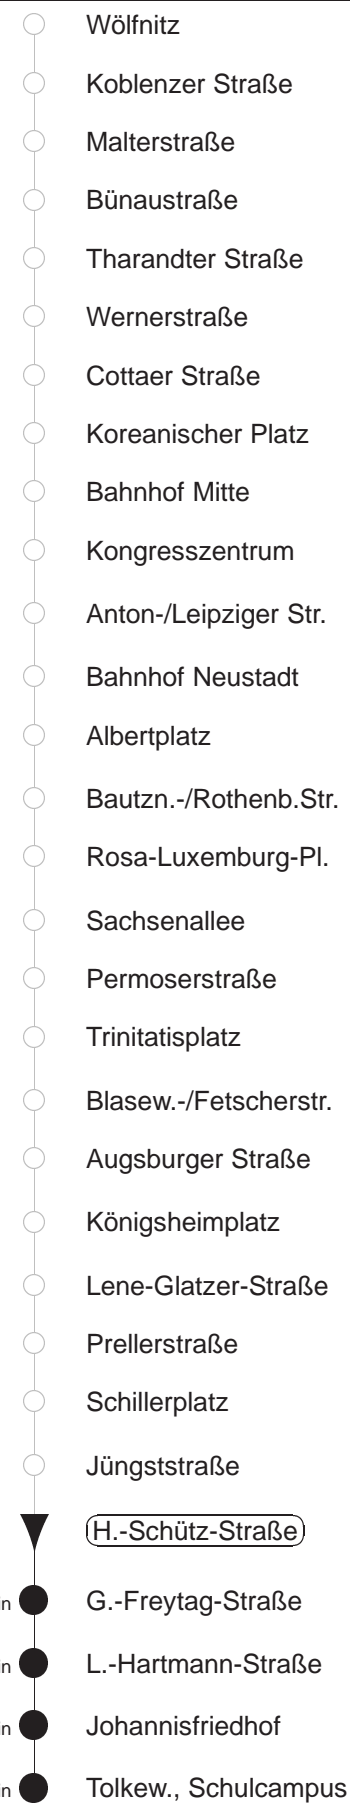 Wölfnitz
Koblenzer Straße
Malterstraße
Bünaustraße
Tharandter Straße
Wernerstraße
Cottaer Straße
Koreanischer Platz
Bahnhof Mitte
Kongresszentrum
Anton-/Leipziger Str.
Bahnhof Neustadt
Albertplatz
Bautzn.-/Rothenb.Str.
Rosa-Luxemburg-Pl.
Sachsenallee
Permoserstraße
Trinitatisplatz
Blasew.-/Fetscherstr.
Augsburger Straße
Königsheimplatz
Lene-Glatzer-Straße
Prellerstraße
Schillerplatz
Jüngststraße
H.-Schütz-Straße
G.-Freytag-Straße
L.-Hartmann-Straße
Johannisfriedhof
Tolkew., Schulcampus